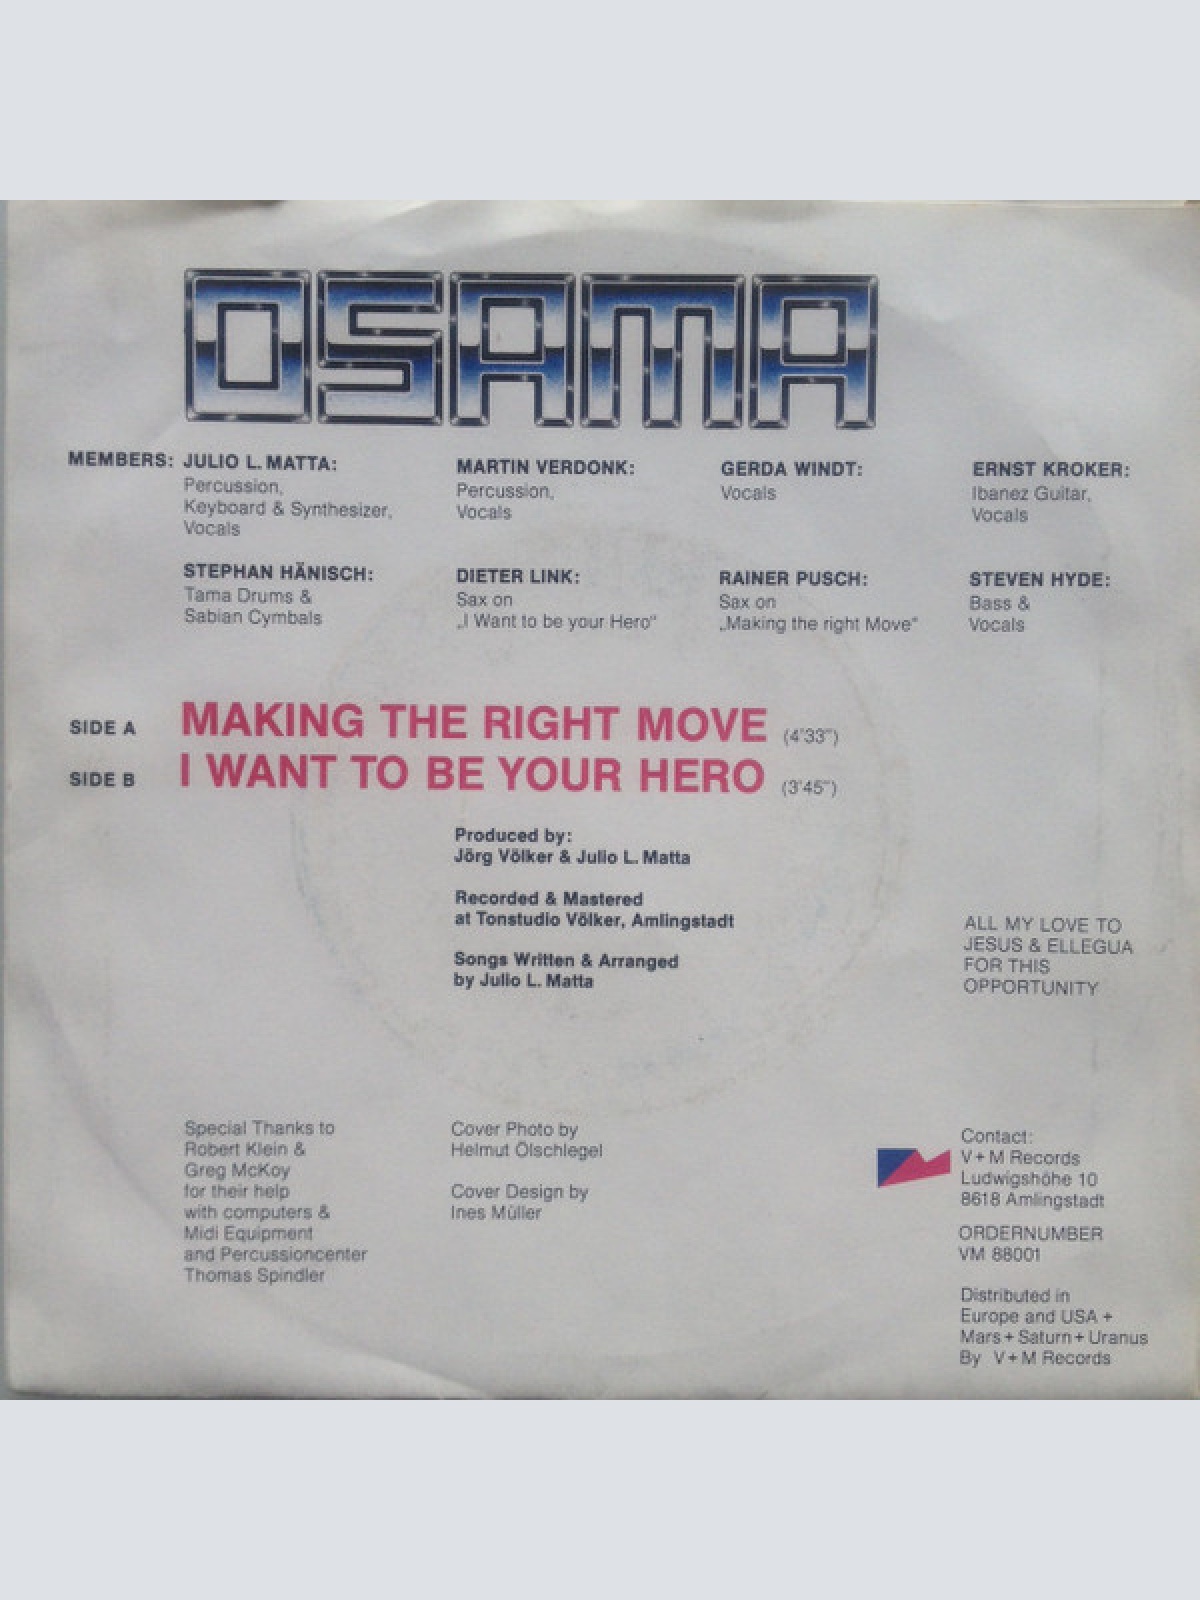 OSAMA
MEMBERS: JULIO L. MATTA:
Percussion,
Keyboard & Synthesizer,
Vocals
MARTIN VERDONK:
Percussion,
Vocals
GERDA WINDT:
Vocals
ERNST KROKER:
Ibanez Guitar,
Vocals
STEPHAN HÄNISCH:
Tama Drums &
Sabian Cymbals
DIETER LINK:
Sax on
„I Want to be your Hero“
RAINER PUSCH:
Sax on
„Making the right Move“
STEVEN HYDE:
Bass &
Vocals
SIDE A MAKING THE RIGHT MOVE (4'33'')
SIDE B I WANT TO BE YOUR HERO (3'45'')
Produced by:
Jörg Völker & Julio L. Matta
Recorded & Mastered
at Tonstudio Völker, Amlingstadt
Songs Written & Arranged
by Julio L. Matta
ALL MY LOVE TO
JESUS & ELLEGUA
FOR THIS
OPPORTUNITY
Special Thanks to
Robert Klein &
Greg McKoy
for their help
with computers &
Midi Equipment
and Percussioncenter
Thomas Spindler
Cover Photo by
Helmut Ölschlegel
Cover Design by
Ines Müller
Contact:
V + M Records
Ludwigshöhe 10
8618 Amlingstadt
ORDERNUMBER
VM 88001
Distributed in
Europe and USA +
Mars + Saturn + Uranus
By V + M Records